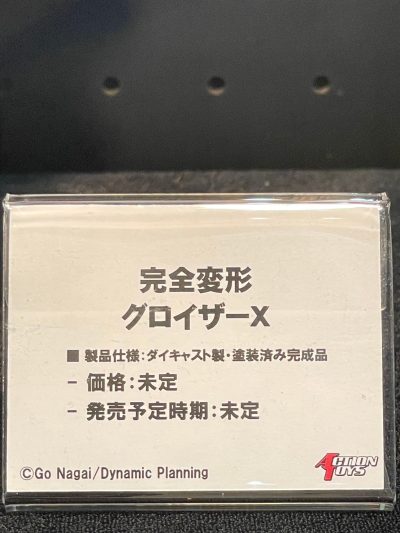 完全変形
グロイザーX
■ 製品仕様:ダイキャスト製・塗装済み完成品
- 価格:未定
- 発売予定時期:未定
©Go Nagai/Dynamic Planning
ACTION
TOYS